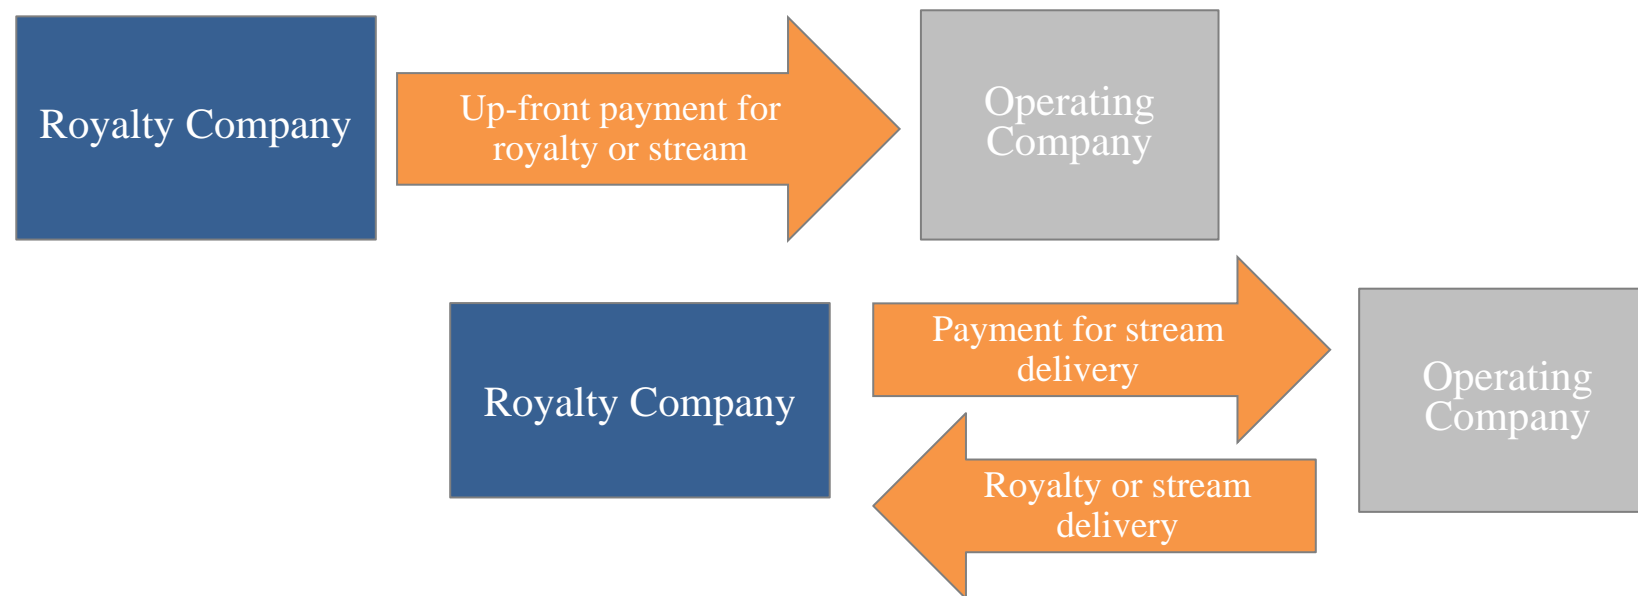 Royalty Company
Up-front payment for
royalty or stream
Operating
Company
Royalty Company
Payment for stream
delivery
Royalty or stream
delivery
Operating
Company